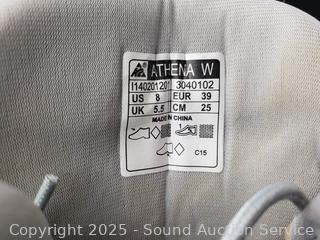 ATHENA W
I140201201 3040102
US 8 EUR 39
UK 5.5 CM 25
MADE IN CHINA
C15
Copyright 2025 - Sound Auction Service